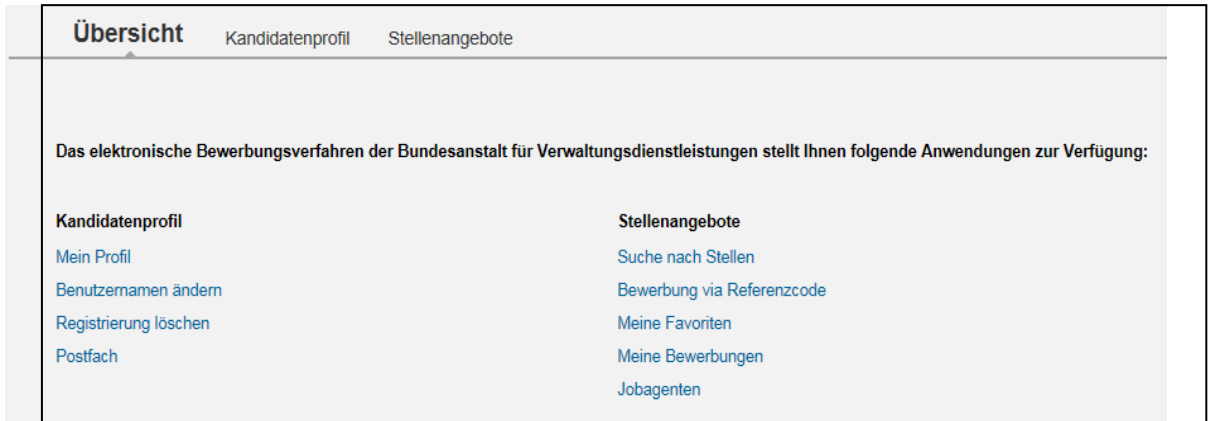 Übersicht Kandidatenprofil Stellenangebote
Das elektronische Bewerbungsverfahren der Bundesanstalt für Verwaltungsdienstleistungen stellt Ihnen folgende Anwendungen zur Verfügung:
Kandidatenprofil
Mein Profil
Benutzernamen ändern
Registrierung löschen
Postfach
Stellenangebote
Suche nach Stellen
Bewerbung via Referenzcode
Meine Favoriten
Meine Bewerbungen
Jobagenten